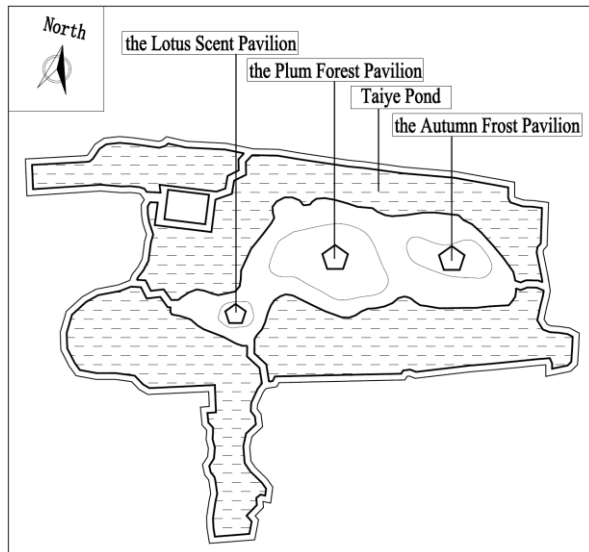 North
the Lotus Scent Pavilion
the Plum Forest Pavilion
Taiye Pond
the Autumn Frost Pavilion